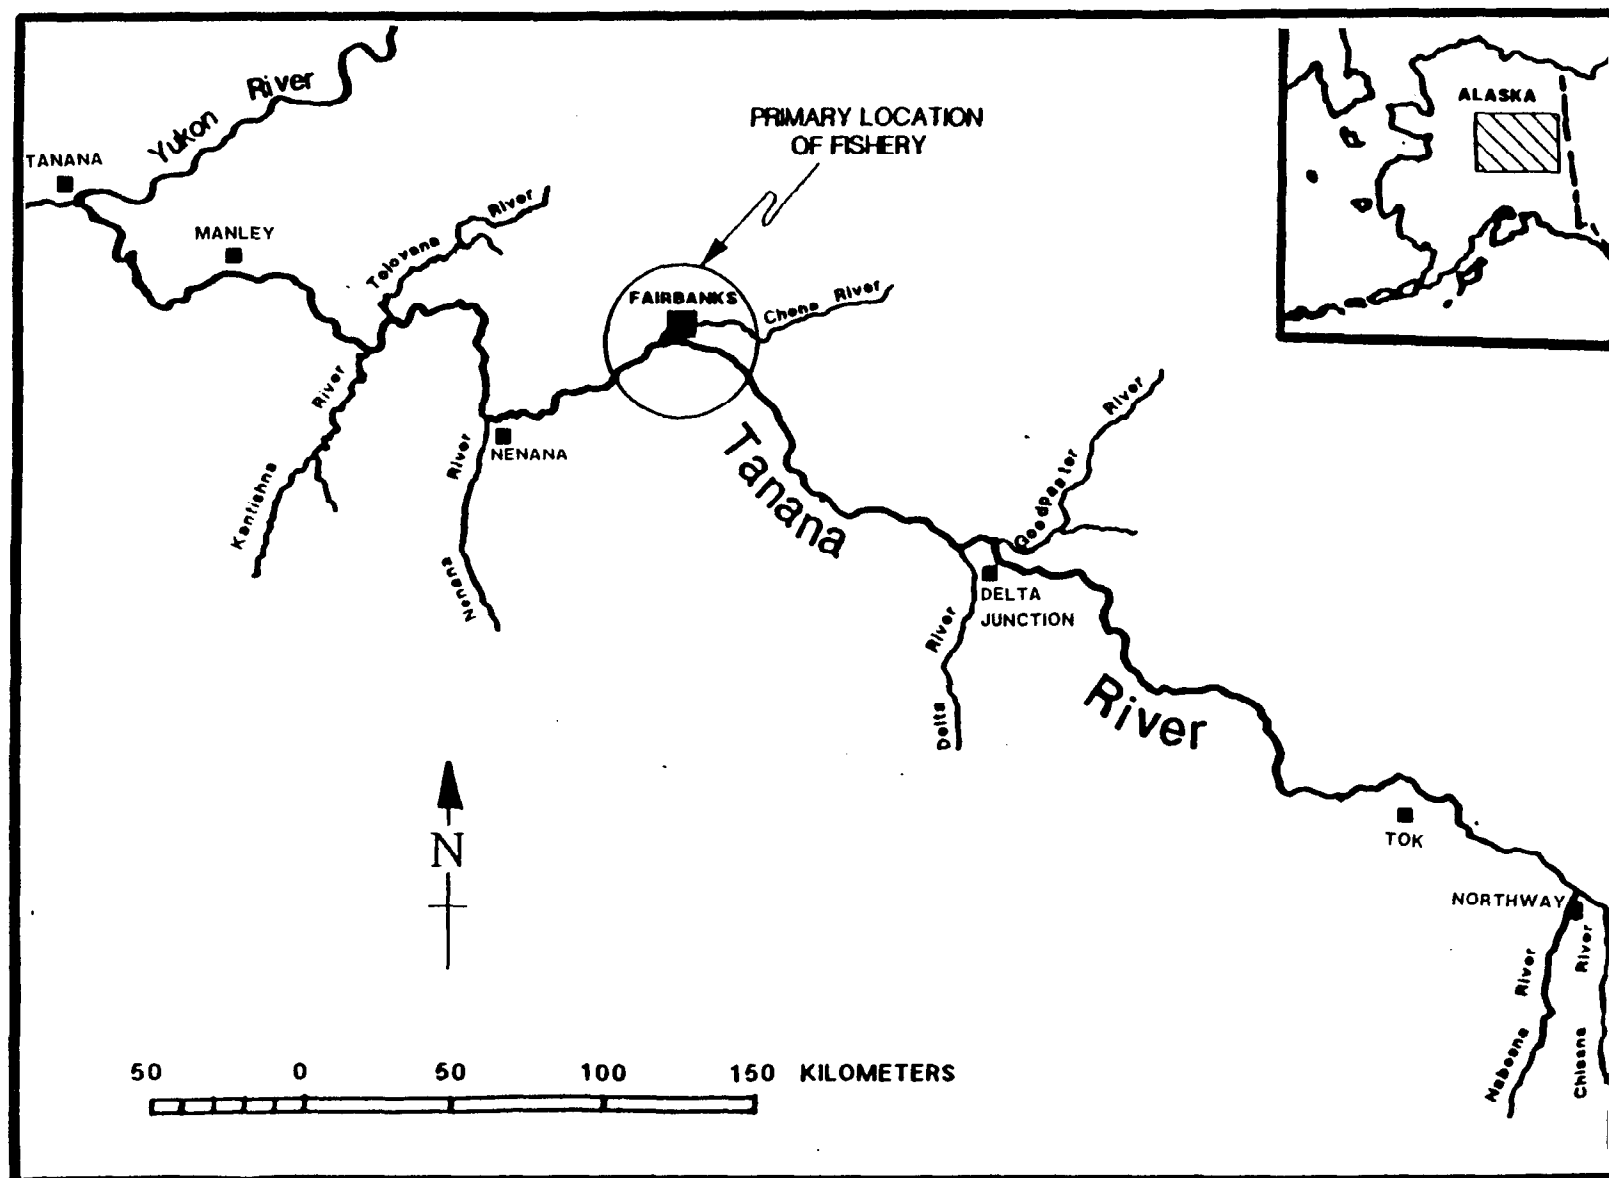 Yukon River
TANANA
MANLEY
Tolovana River
PRIMARY LOCATION
OF FISHERY
FAIRBANKS
Chena River
ALASKA
Kantishna River
NENANA
Nenana River
Tanana River
Goodpaster River
DELTA
JUNCTION
Delta River
TOK
NORTHWAY
Nabesna River
Chisana River
N
50 0 50 100 150 KILOMETERS